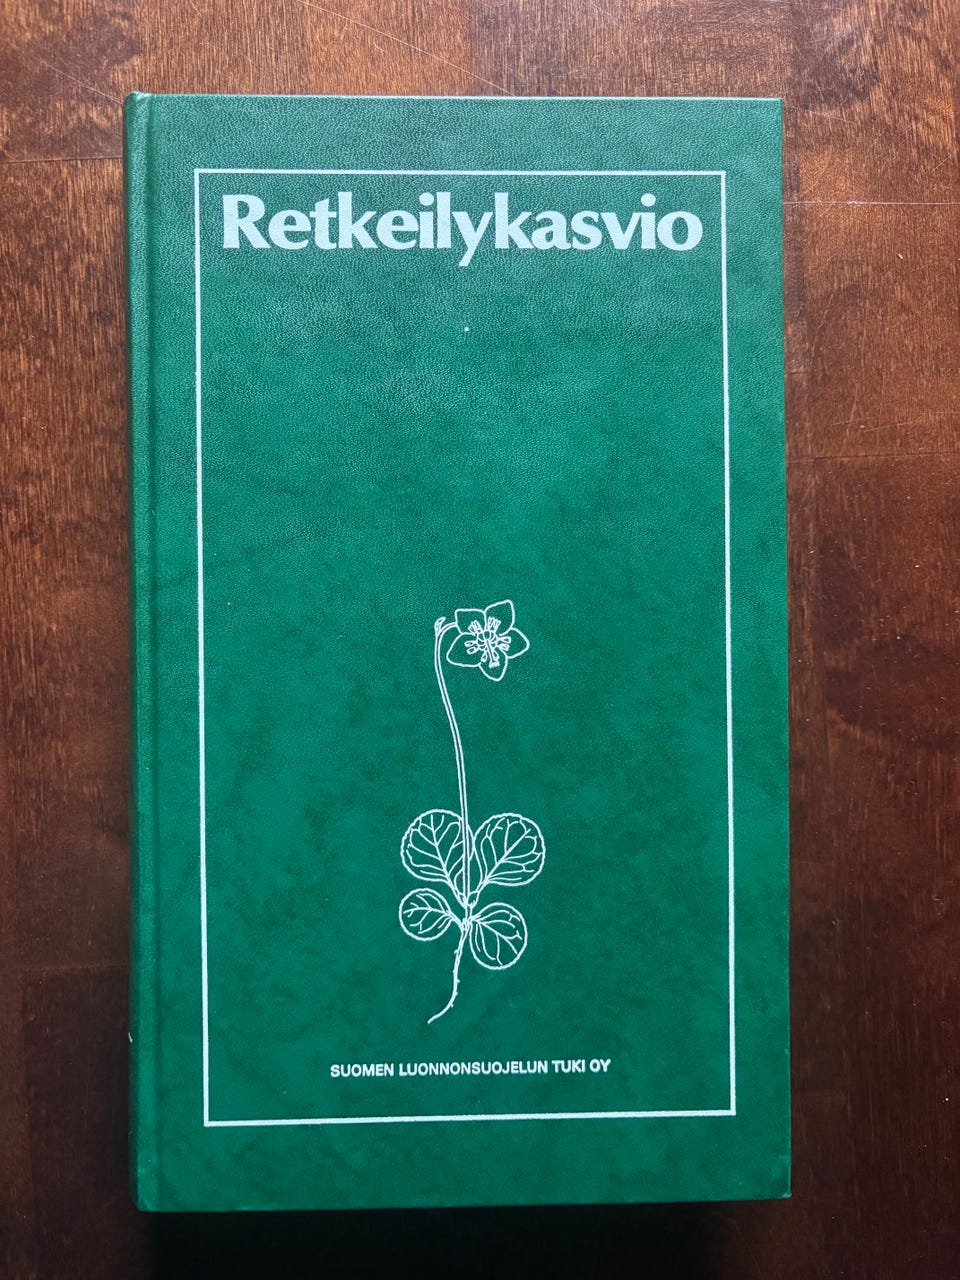 Retkeilykasvio
SUOMEN LUONNONSUOJELUN TUKI OY